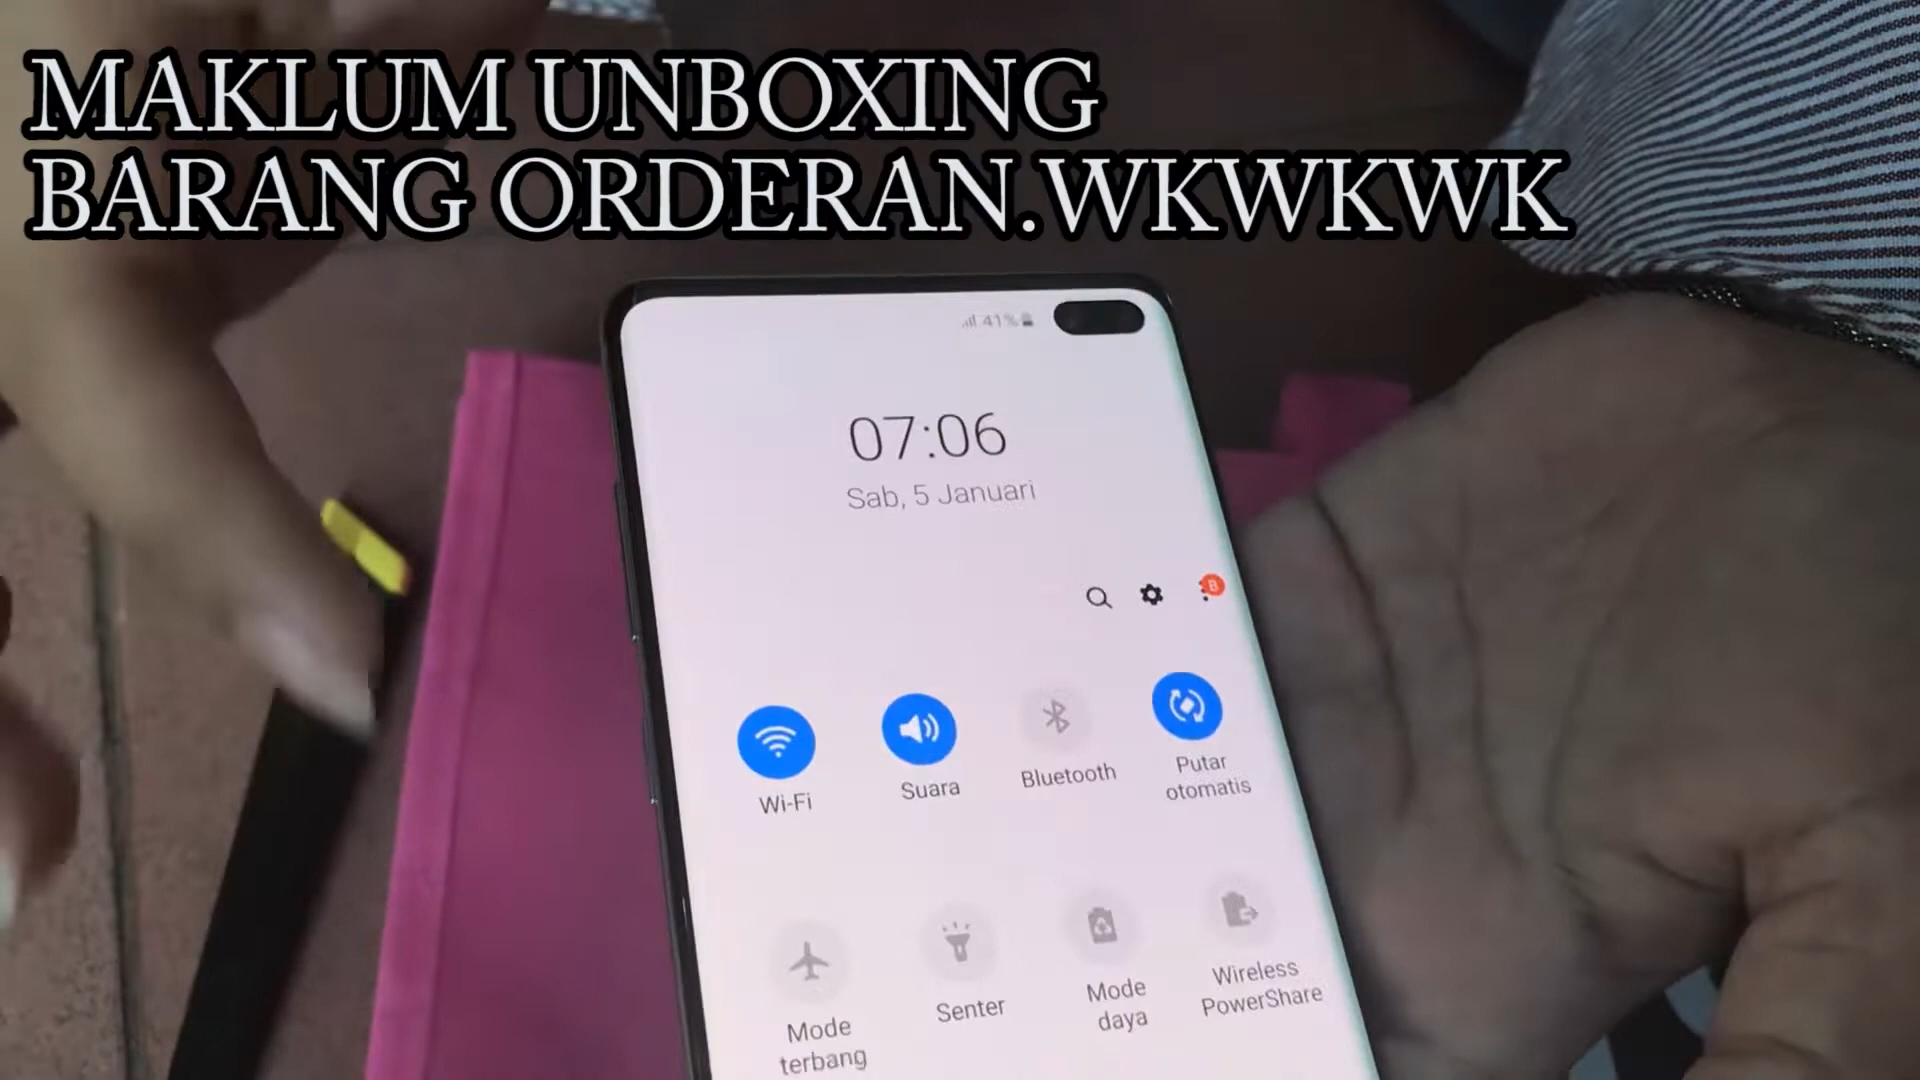 MAKLUM UNBOXING
BARANG ORDERAN.WKWKWK
41%
07:06
Sab, 5 Januari
B
Wi-Fi
Suara
Bluetooth
Putar
otomatis
Mode
terbang
Senter
Mode
daya
Wireless
PowerShare